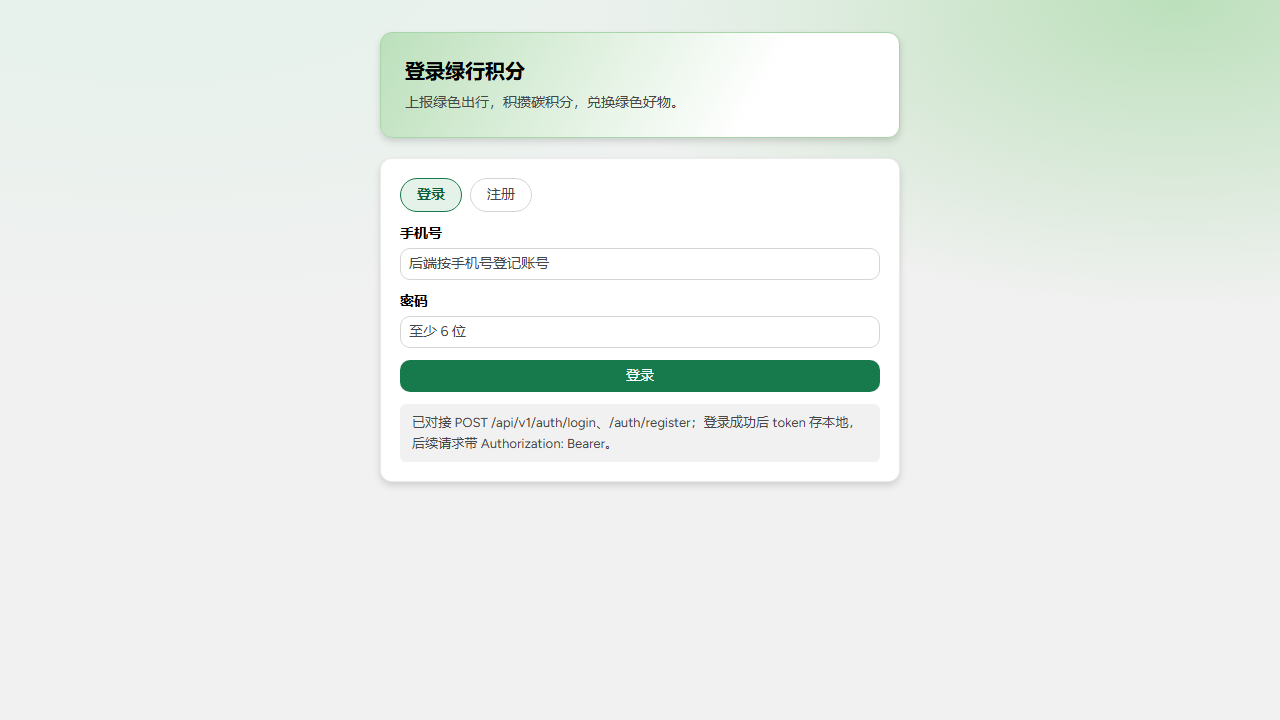 登录绿行积分
上报绿色出行，积攒碳积分，兑换绿色好物。
登录
注册
手机号
后端按手机号登记账号
密码
至少 6 位
登录
已对接 POST /api/v1/auth/login、/auth/register；登录成功后 token 存本地，
后续请求带 Authorization: Bearer。